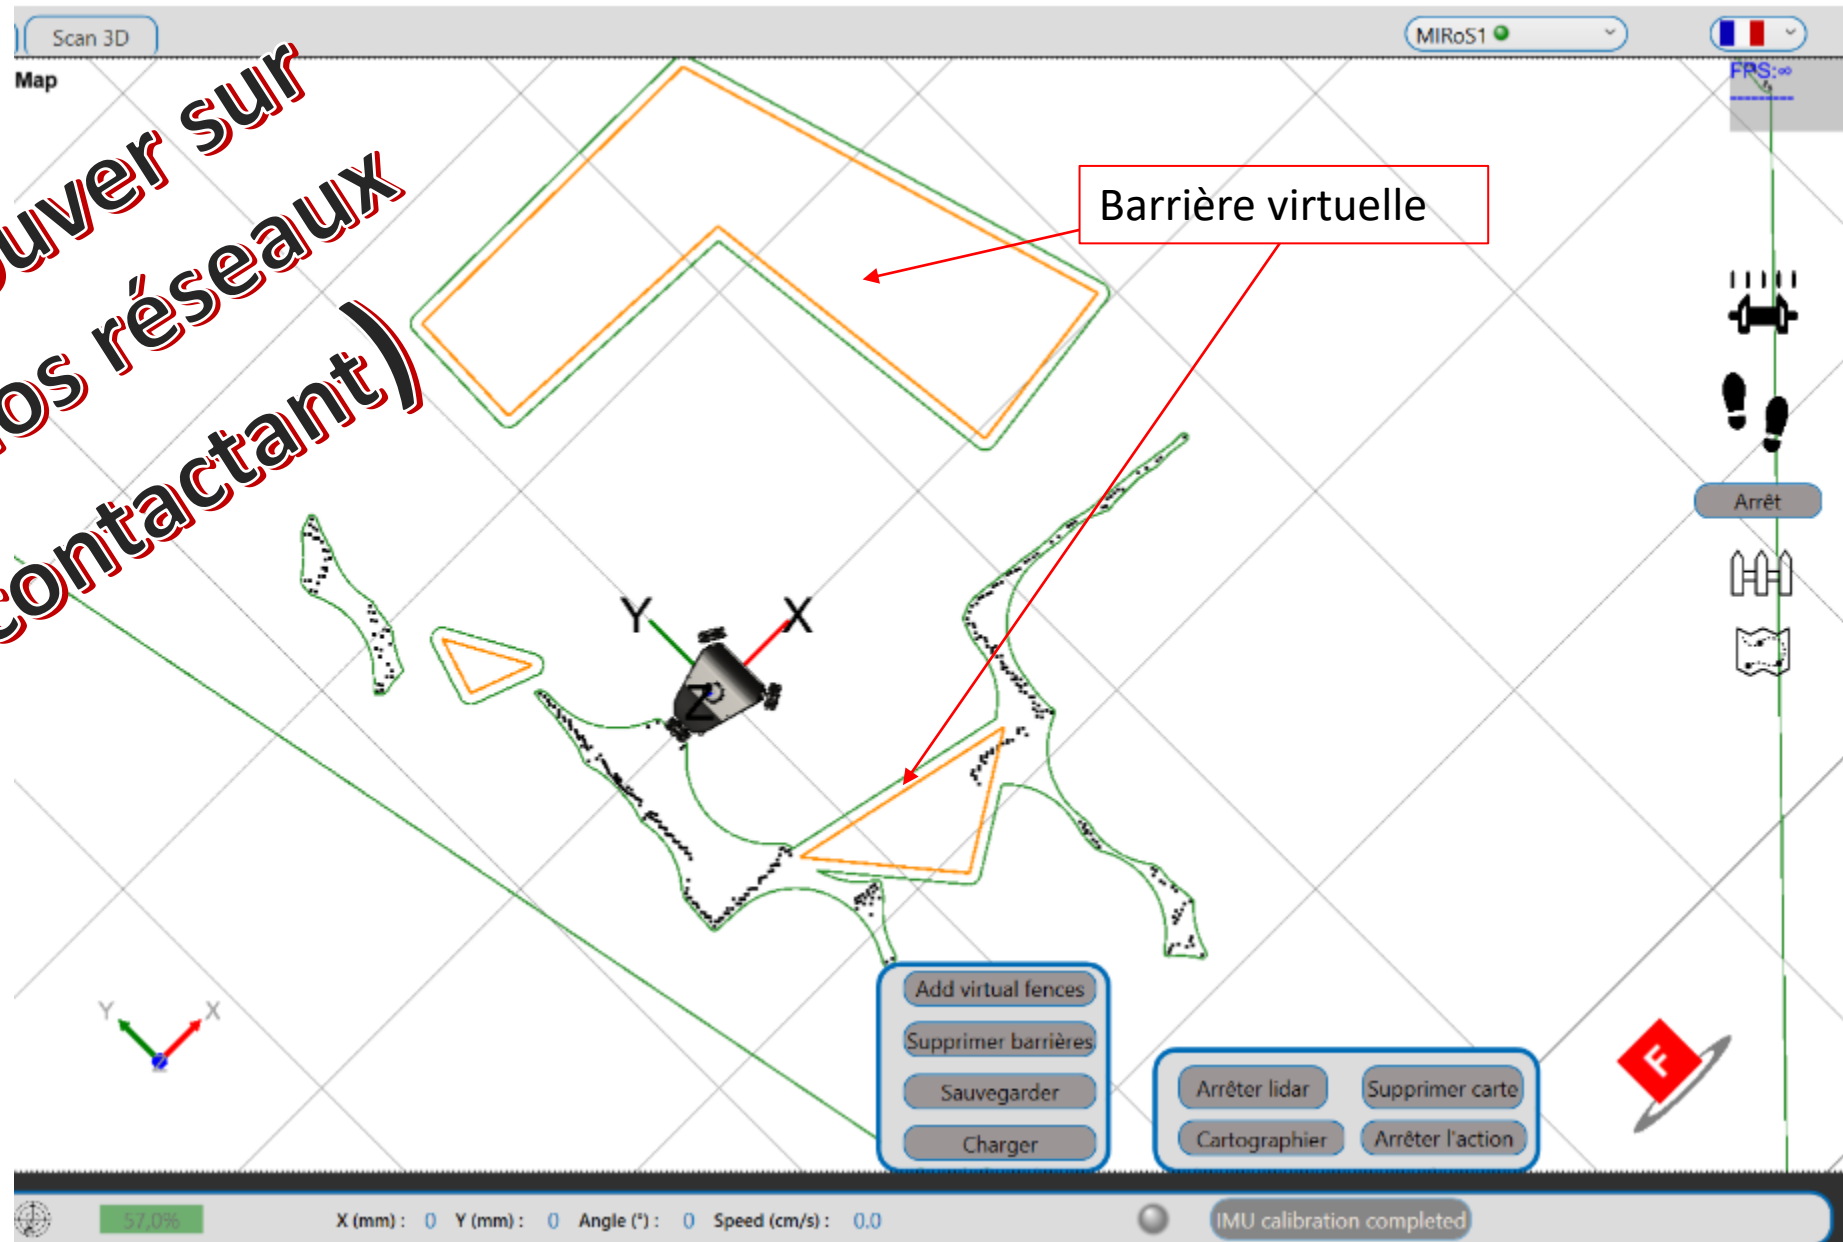 Scan 3D
MIRoS1
Map
FPS:∞
sur
réseaux
contactant)
Barrière virtuelle
Arrêt
Y
X
Z
Y
X
Add virtual fences
Supprimer barrières
Sauvegarder
Charger
Arrêter lidar
Supprimer carte
Cartographier
Arrêter l'action
F
57,0%
X (mm) : 0 Y (mm) : 0 Angle (°) : 0 Speed (cm/s) : 0.0
IMU calibration completed